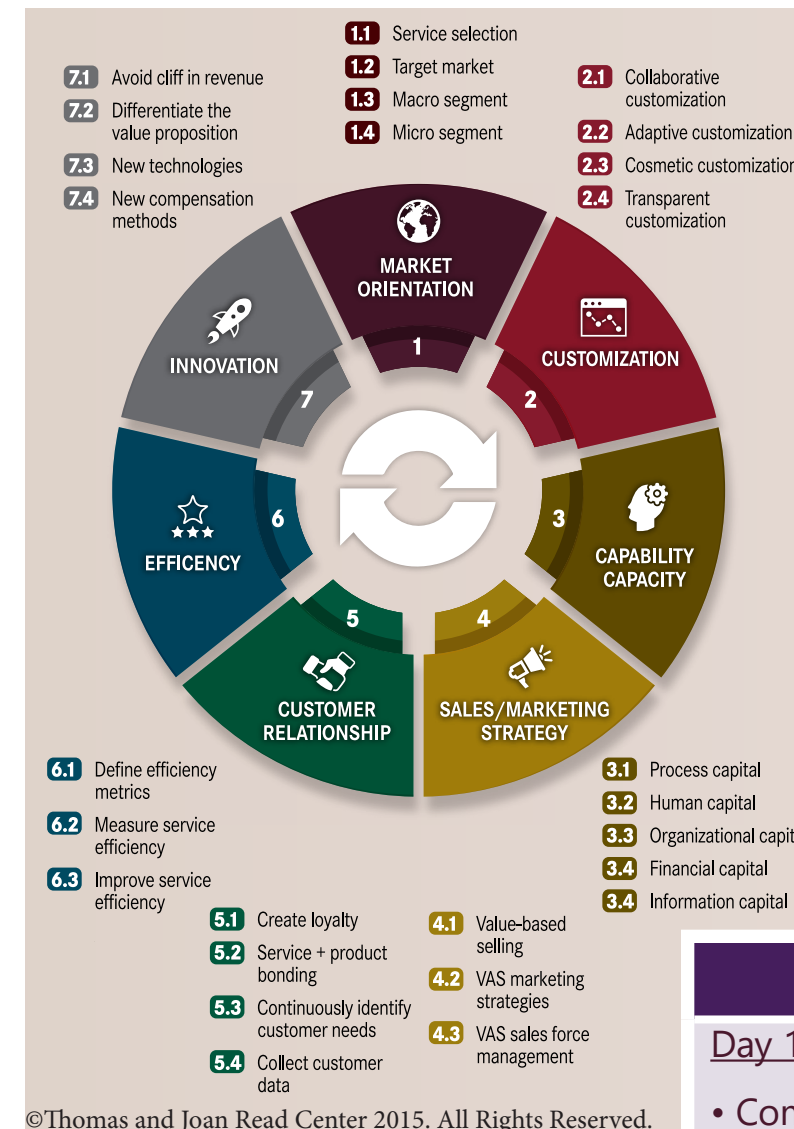 1.1 Service selection
1.2 Target market
1.3 Macro segment
1.4 Micro segment
7.1 Avoid cliff in revenue
7.2 Differentiate the
value proposition
7.3 New technologies
7.4 New compensation
methods
2.1 Collaborative
customization
2.2 Adaptive customization
2.3 Cosmetic customization
2.4 Transparent
customization
MARKET
ORIENTATION
1
CUSTOMIZATION
2
CAPABILITY
CAPACITY
3
SALES/MARKETING
STRATEGY
4
CUSTOMER
RELATIONSHIP
5
EFFICENCY
6
INNOVATION
7
6.1 Define efficiency
metrics
6.2 Measure service
efficiency
6.3 Improve service
efficiency
5.1 Create loyalty
5.2 Service + product
bonding
5.3 Continuously identify
customer needs
5.4 Collect customer
data
4.1 Value-based
selling
4.2 VAS marketing
strategies
4.3 VAS sales force
management
3.1 Process capital
3.2 Human capital
3.3 Organizational capit
3.4 Financial capital
3.4 Information capital
Day 1
• Con
©Thomas and Joan Read Center 2015. All Rights Reserved.